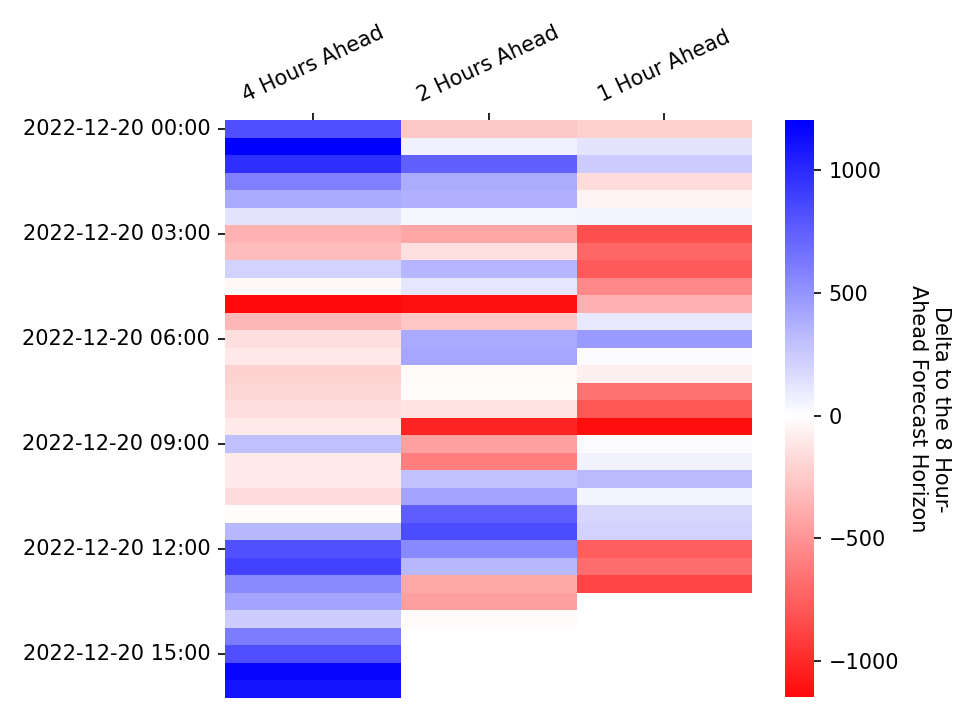 4 Hours Ahead
2 Hours Ahead
1 Hour Ahead
2022-12-20 00:00
2022-12-20 03:00
2022-12-20 06:00
2022-12-20 09:00
2022-12-20 12:00
2022-12-20 15:00
1000
500
0
−500
−1000
Delta to the 8 Hour-
Ahead Forecast Horizon